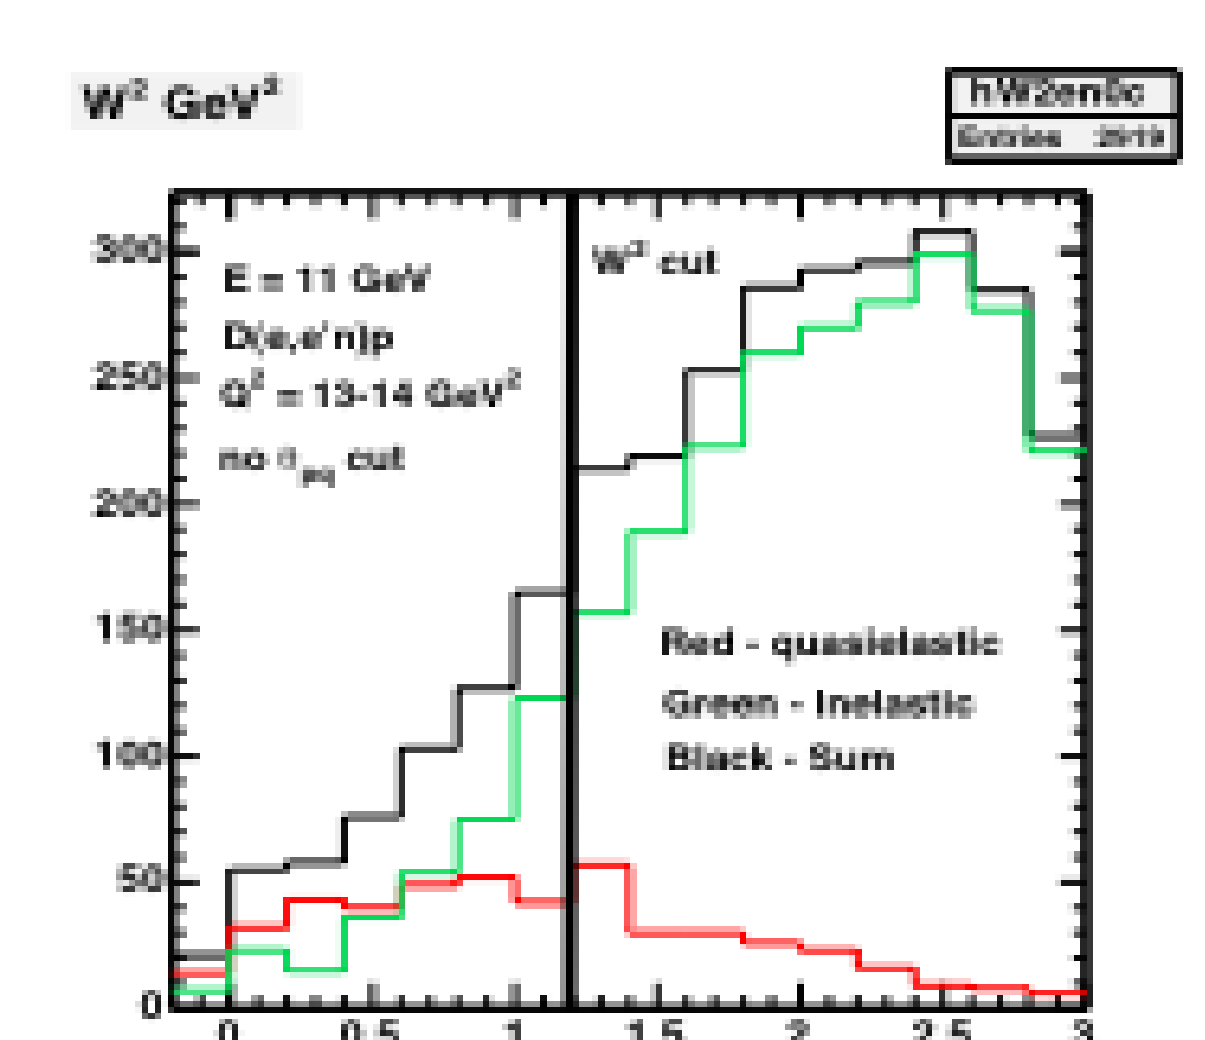 W² GeV²
hW2en0c
Entries
300
250
200
150
100
50
0
E = 11 GeV
D(e,e'n)p
Q² = 13-14 GeV²
no cut
W² cut
Red - quasielastic
Green - Inelastic
Black - Sum
0 0.5 1 1.5 2 2.5 3